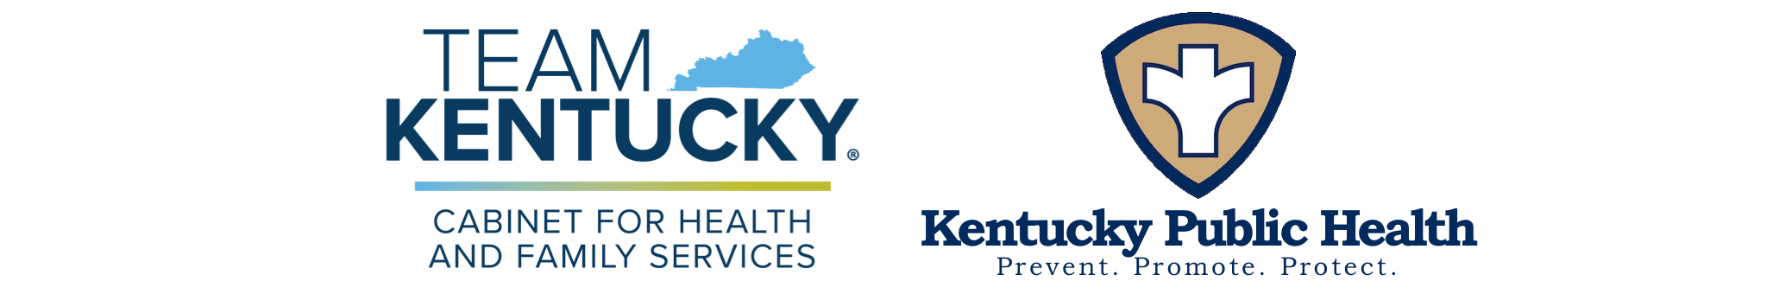 TEAM
KENTUCKY®
CABINET FOR HEALTH
AND FAMILY SERVICES
Kentucky Public Health
Prevent. Promote. Protect.